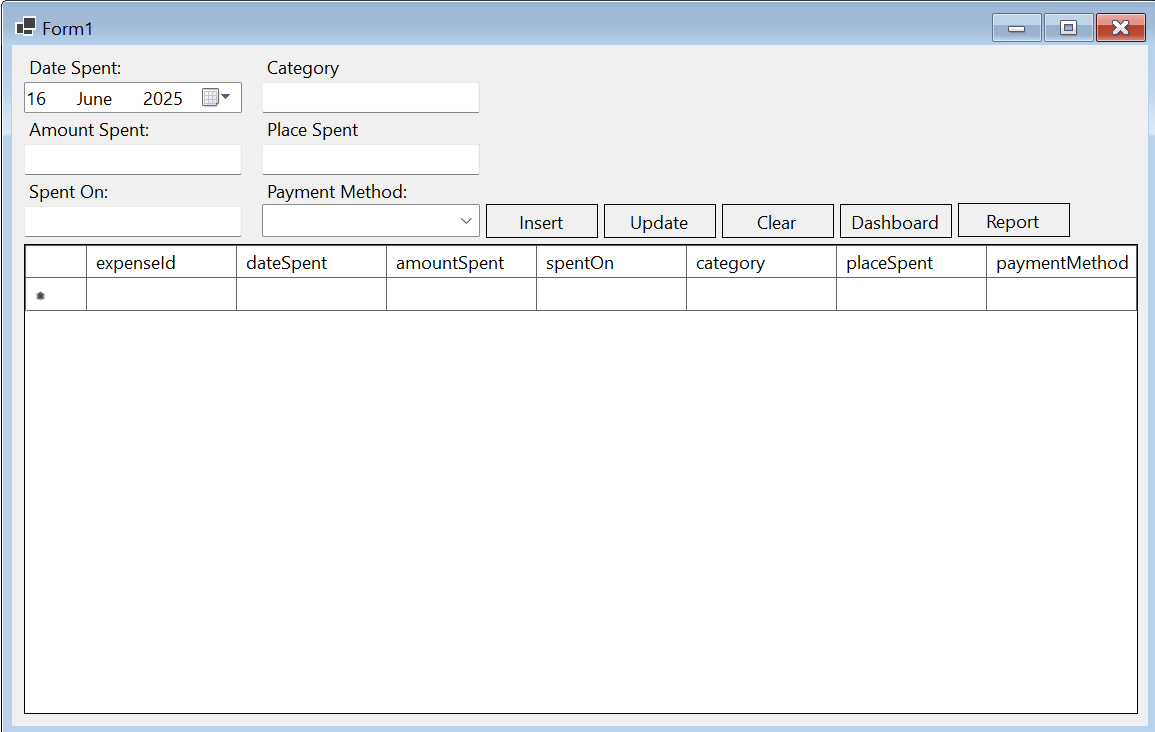 Form1
Date Spent: Category
16 June 2025
Amount Spent: Place Spent
Spent On: Payment Method:
Insert Update Clear Dashboard Report
expenseId dateSpent amountSpent spentOn category placeSpent paymentMethod